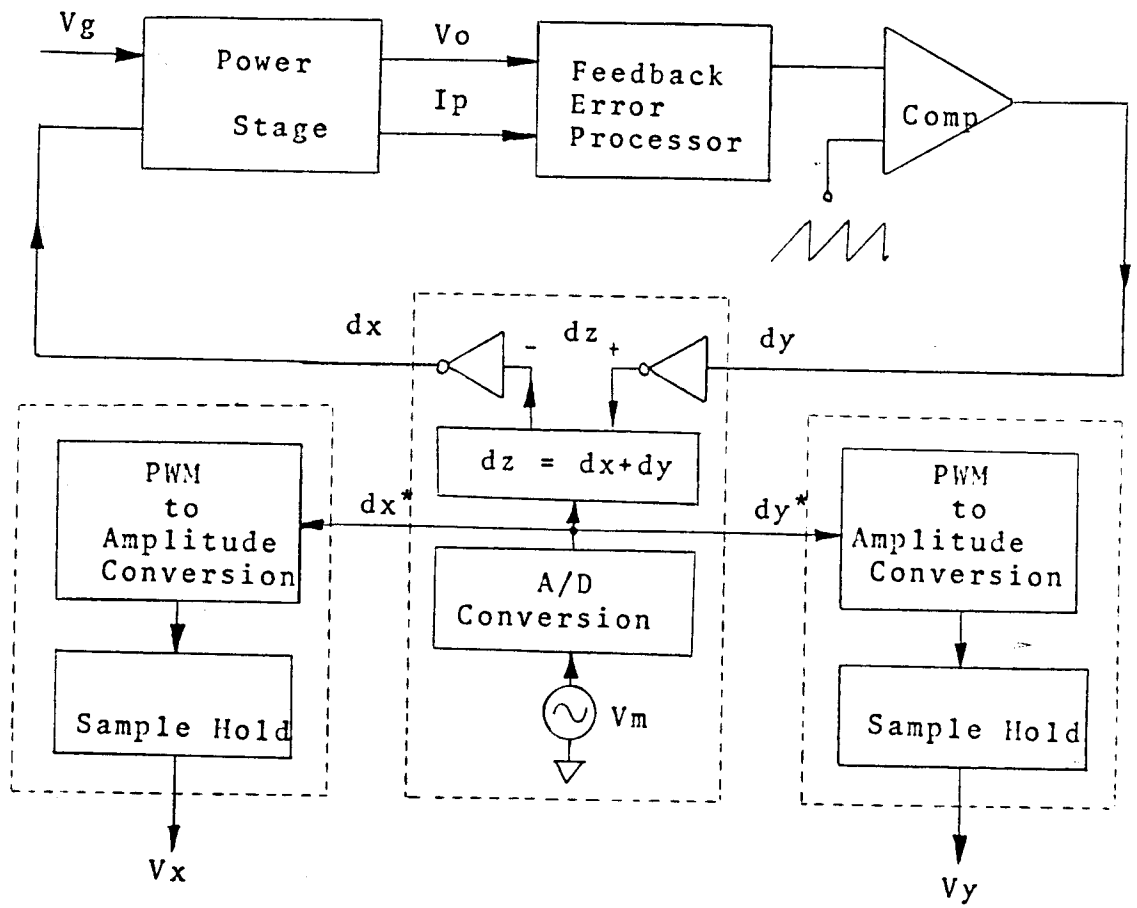 Vg
Power
Stage
Vo
Ip
Feedback
Error
Processor
Comp
dx
-
dz
+
dy
dz = dx+dy
dx*
dy*
PWM
to
Amplitude
Conversion
A/D
Conversion
PWM
to
Amplitude
Conversion
Sample Hold
Vm
Sample Hold
Vx
Vy